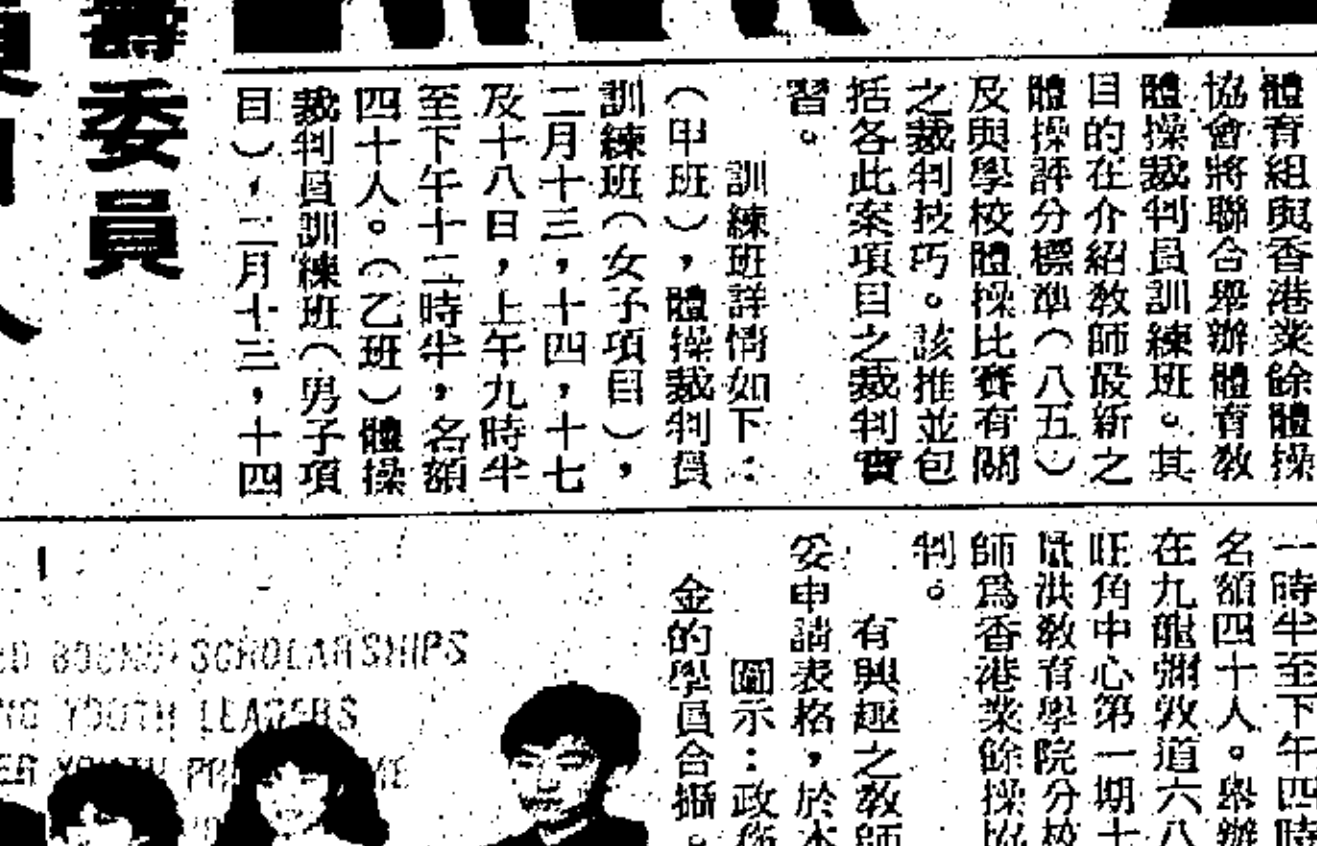 體育組與香港業餘體操
協會將聯合舉辦體育教
體操裁判員訓練班。其
目的在介紹教師最新之
體操評分標準(八五)
及與學校體操比賽有關
之裁判技巧。該推並包
括各此案項目之裁判實
習。
訓練班詳情如下:
(甲班),體操裁判員
訓練班(女子項目),
二月十三,十四,十七
及十八日,上午九時半
至下午十二時半,名額
四十人。(乙班)體操
裁判員訓練班(男子項
目),二月十三,十四
委員
人
一時半至下午四時
名額四十人。舉辦
在九龍彌敦道六八
旺角中心第一期十
洪教育學院分校
師為香港業餘操協
判。
有興趣之教師
妥申請表格,於本
圖示:政
金的學員合攝。
SCHOLARSHIPS
YOUTH LEADERS